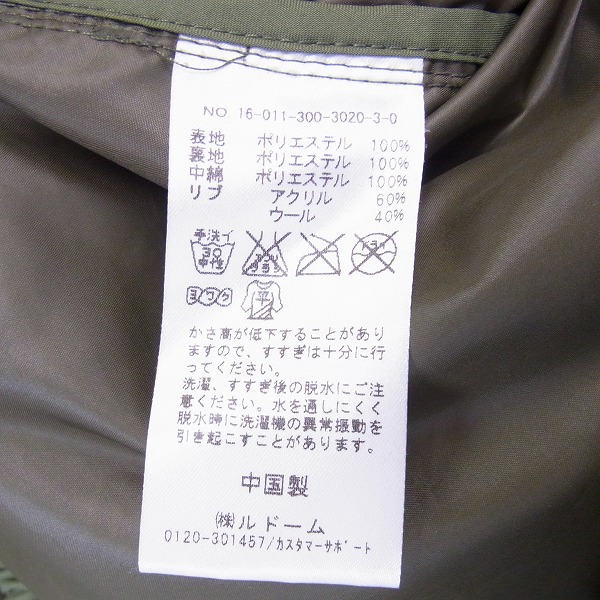 NO 16-011-300-3020-3-0
表地 ポリエステル 100%
裏地 ポリエステル 100%
中綿 ポリエステル 100%
リブ アクリル 60%
ウール 40%
手洗イ
30
中性
エンソ
サラシ
ドライ
ヨワク
平
かさ高が低下することがあり
ますので、すすぎは十分に行
ってください。
洗濯、すすぎ後の脱水にご注
意ください。水を通しにくく
脱水時に洗濯機の異常振動を
引き起こすことがあります。
中国製
㈱ルドーム
0120-301457/カスタマーサポート